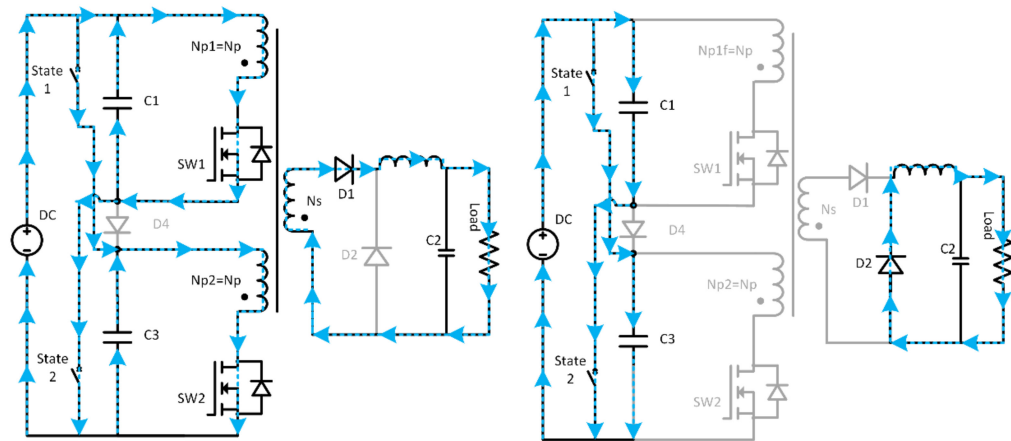 Np1=Np
State
1
C1
SW1
DC
D4
D1
Ns
D2
C2
Load
Np2=Np
C3
State
2
SW2
Np1f=Np
State
1
C1
SW1
DC
D4
D1
Ns
D2
C2
Load
Np2=Np
C3
State
2
SW2